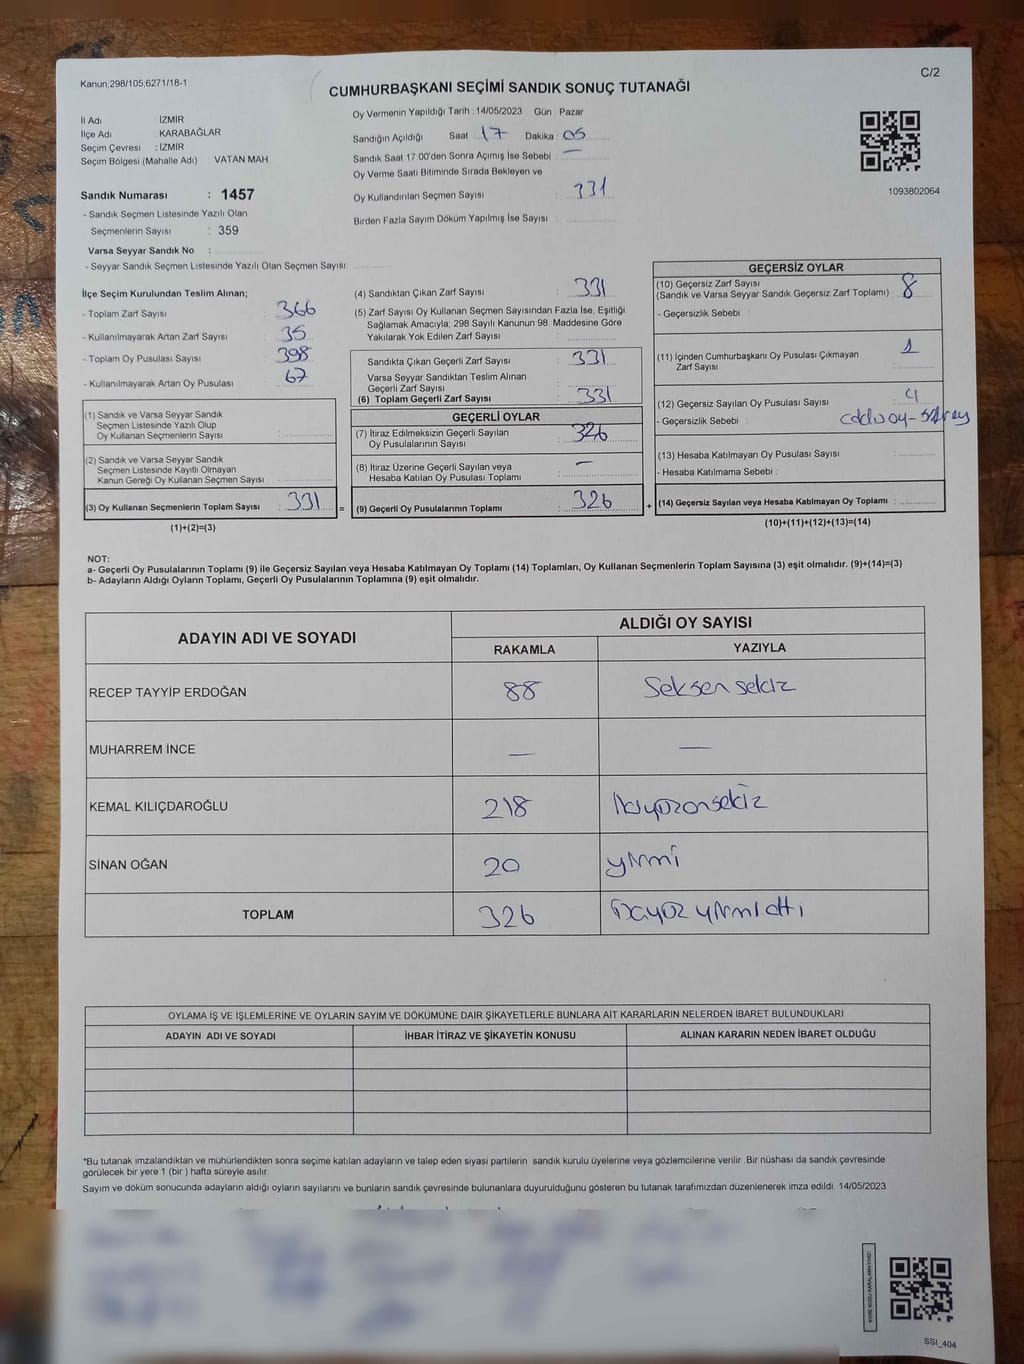 Kanun;298/105;6271/18-1
C/2
CUMHURBAŞKANI SEÇİMİ SANDIK SONUÇ TUTANAĞI
İl Adı İZMİR
İlçe Adı KARABAĞLAR
Seçim Çevresi : İZMİR
Seçim Bölgesi (Mahalle Adı) VATAN MAH.
Sandık Numarası : 1457
- Sandık Seçmen Listesinde Yazılı Olan
Seçmenlerin Sayısı : 359
Varsa Seyyar Sandık No :
- Seyyar Sandık Seçmen Listesinde Yazılı Olan Seçmen Sayısı:
Oy Vermenin Yapıldığı Tarih : 14/05/2023 Gün : Pazar
Sandığın Açıldığı Saat : 17 Dakika : 05
Sandık Saat 17:00'den Sonra Açımış İse Sebebi : —
Oy Verme Saati Bitiminde Sırada Bekleyen ve
Oy Kullandırılan Seçmen Sayısı : 331
Birden Fazla Sayım Döküm Yapılmış İse Sayısı :
1093802064
İlçe Seçim Kurulundan Teslim Alınan;
- Toplam Zarf Sayısı : 366
- Kullanılmayarak Artan Zarf Sayısı : 35
- Toplam Oy Pusulası Sayısı : 398
- Kullanılmayarak Artan Oy Pusulası : 67
(1) Sandık ve Varsa Seyyar Sandık
Seçmen Listesinde Yazılı Olup
Oy Kullanan Seçmenlerin Sayısı :
(2) Sandık ve Varsa Seyyar Sandık
Seçmen Listesinde Kayıtlı Olmayan
Kanun Gereği Oy Kullanan Seçmen Sayısı :
(3) Oy Kullanan Seçmenlerin Toplam Sayısı : 331 =
(1)+(2)=(3)
(4) Sandıktan Çıkan Zarf Sayısı : 331
(5) Zarf Sayısı Oy Kullanan Seçmen Sayısından Fazla İse, Eşitliği
Sağlamak Amacıyla, 298 Sayılı Kanunun 98. Maddesine Göre
Yakılarak Yok Edilen Zarf Sayısı :
Sandıkta Çıkan Geçerli Zarf Sayısı : 331
Varsa Seyyar Sandıktan Teslim Alınan
Geçerli Zarf Sayısı :
(6) Toplam Geçerli Zarf Sayısı : 331
GEÇERLİ OYLAR
(7) İtiraz Edilmeksizin Geçerli Sayılan
Oy Pusulalarının Sayısı : 326
(8) İtiraz Üzerine Geçerli Sayılan veya
Hesaba Katılan Oy Pusulası Toplamı : —
(9) Geçerli Oy Pusulalarının Toplamı : 326 +
GEÇERSİZ OYLAR
(10) Geçersiz Zarf Sayısı
(Sandık ve Varsa Seyyar Sandık Geçersiz Zarf Toplamı) :
- Geçersizlik Sebebi :
(11) İçinden Cumhurbaşkanı Oy Pusulası Çıkmayan
Zarf Sayısı : 1
(12) Geçersiz Sayılan Oy Pusulası Sayısı : 4
- Geçersizlik Sebebi :
(13) Hesaba Katılmayan Oy Pusulası Sayısı :
- Hesaba Katılmama Sebebi :
(14) Geçersiz Sayılan veya Hesaba Katılmayan Oy Toplamı :
(10)+(11)+(12)+(13)=(14)
NOT:
a- Geçerli Oy Pusulalarının Toplamı (9) ile Geçersiz Sayılan veya Hesaba Katılmayan Oy Toplamı (14) Toplamları, Oy Kullanan Seçmenlerin Toplam Sayısına (3) eşit olmalıdır. (9)+(14)=(3)
b- Adayların Aldığı Oyların Toplamı, Geçerli Oy Pusulalarının Toplamına (9) eşit olmalıdır.
ADAYIN ADI VE SOYADI ALDIĞI OY SAYISI
RAKAMLA YAZIYLA
RECEP TAYYİP ERDOĞAN 88 Seksen sekiz
MUHARREM İNCE — —
KEMAL KILIÇDAROĞLU 218 İkiyüzonsekiz
SİNAN OĞAN 20 yirmi
TOPLAM 326 üçyüz yirmi altı
OYLAMA İŞ VE İŞLEMLERİNE VE OYLARIN SAYIM VE DÖKÜMÜNE DAİR ŞİKAYETLERLE BUNLARA AİT KARARLARIN NELERDEN İBARET BULUNDUKLARI
ADAYIN ADI VE SOYADI İHBAR İTİRAZ VE ŞİKAYETİN KONUSU ALINAN KARARIN NEDEN İBARET OLDUĞU
*Bu tutanak imzalandıktan ve mühürlendikten sonra seçime katılan adayların ve talep eden siyasi partilerin sandık kurulu üyelerine veya gözlemcilerine verilir .Bir nüshası da sandık çevresinde
görülecek bir yere 1 (bir ) hafta süreyle asılır.
Sayım ve döküm sonucunda adayların aldığı oyların sayılarını ve bunların sandık çevresinde bulunanlara duyurulduğunu gösteren bu tutanak tarafımızdan düzenlenerek imza edildi. 14/05/2023
SSI_404